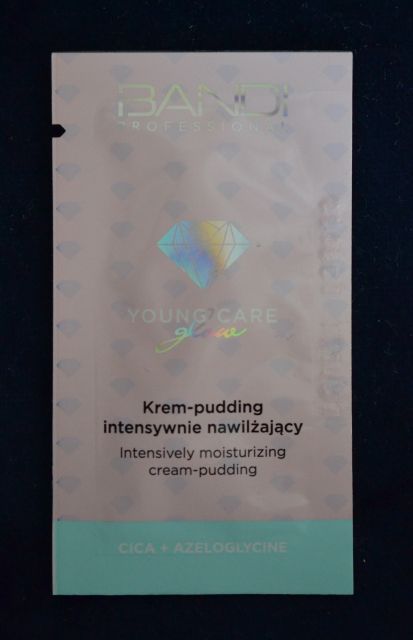 BANDI
PROFESSIONAL
YOUNG CARE
glow
Krem-pudding
intensywnie nawilżający
Intensively moisturizing
cream-pudding
CICA + AZELOGLYCINE